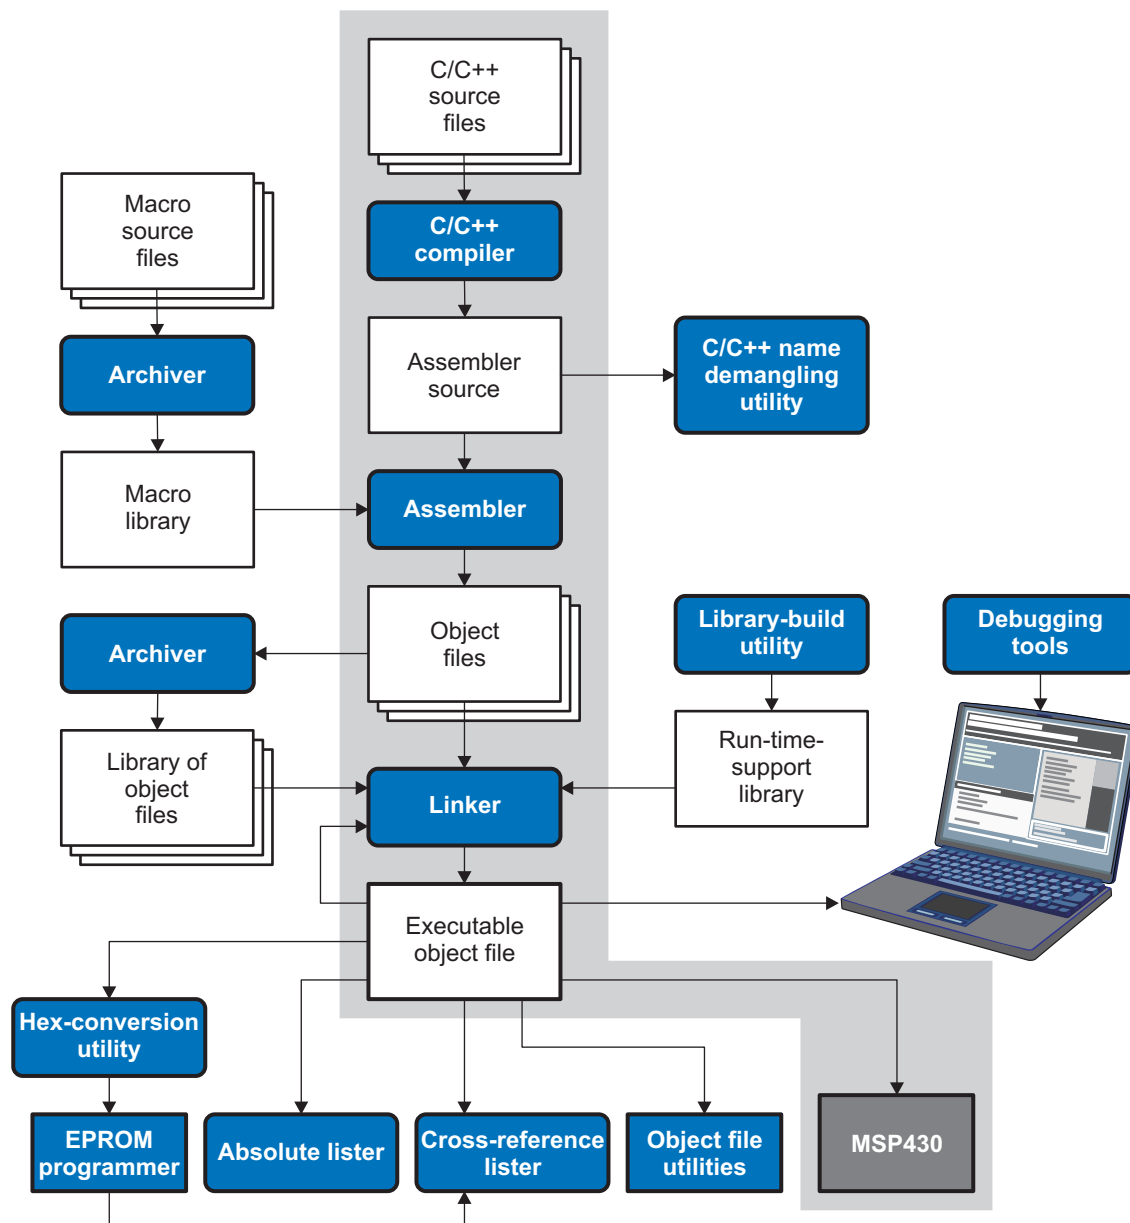 C/C++
source
files
Macro
source
files
C/C++
compiler
Archiver
Assembler
source
C/C++ name
demangling
utility
Macro
library
Assembler
Archiver
Object
files
Library-build
utility
Debugging
tools
Library of
object
files
Linker
Run-time-
support
library
Executable
object file
Hex-conversion
utility
EPROM
programmer
Absolute lister
Cross-reference
lister
Object file
utilities
MSP430